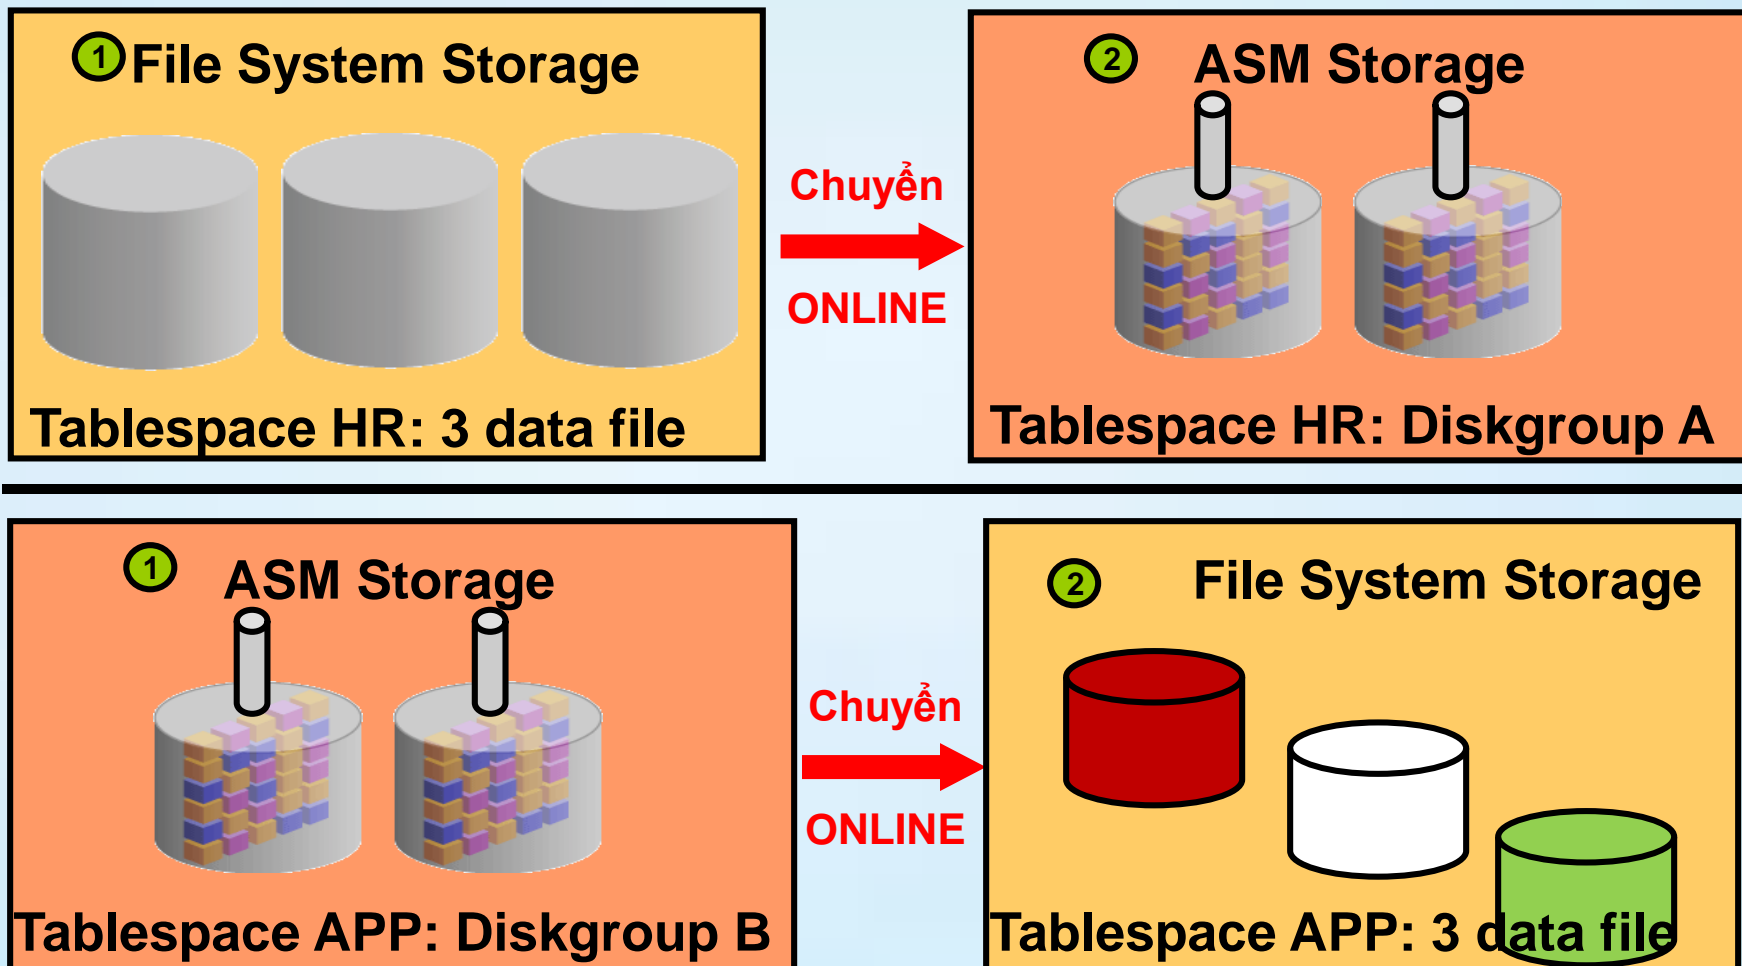 1 File System Storage
Tablespace HR: 3 data file
Chuyển
ONLINE
2 ASM Storage
Tablespace HR: Diskgroup A
1 ASM Storage
Tablespace APP: Diskgroup B
Chuyển
ONLINE
2 File System Storage
Tablespace APP: 3 data file